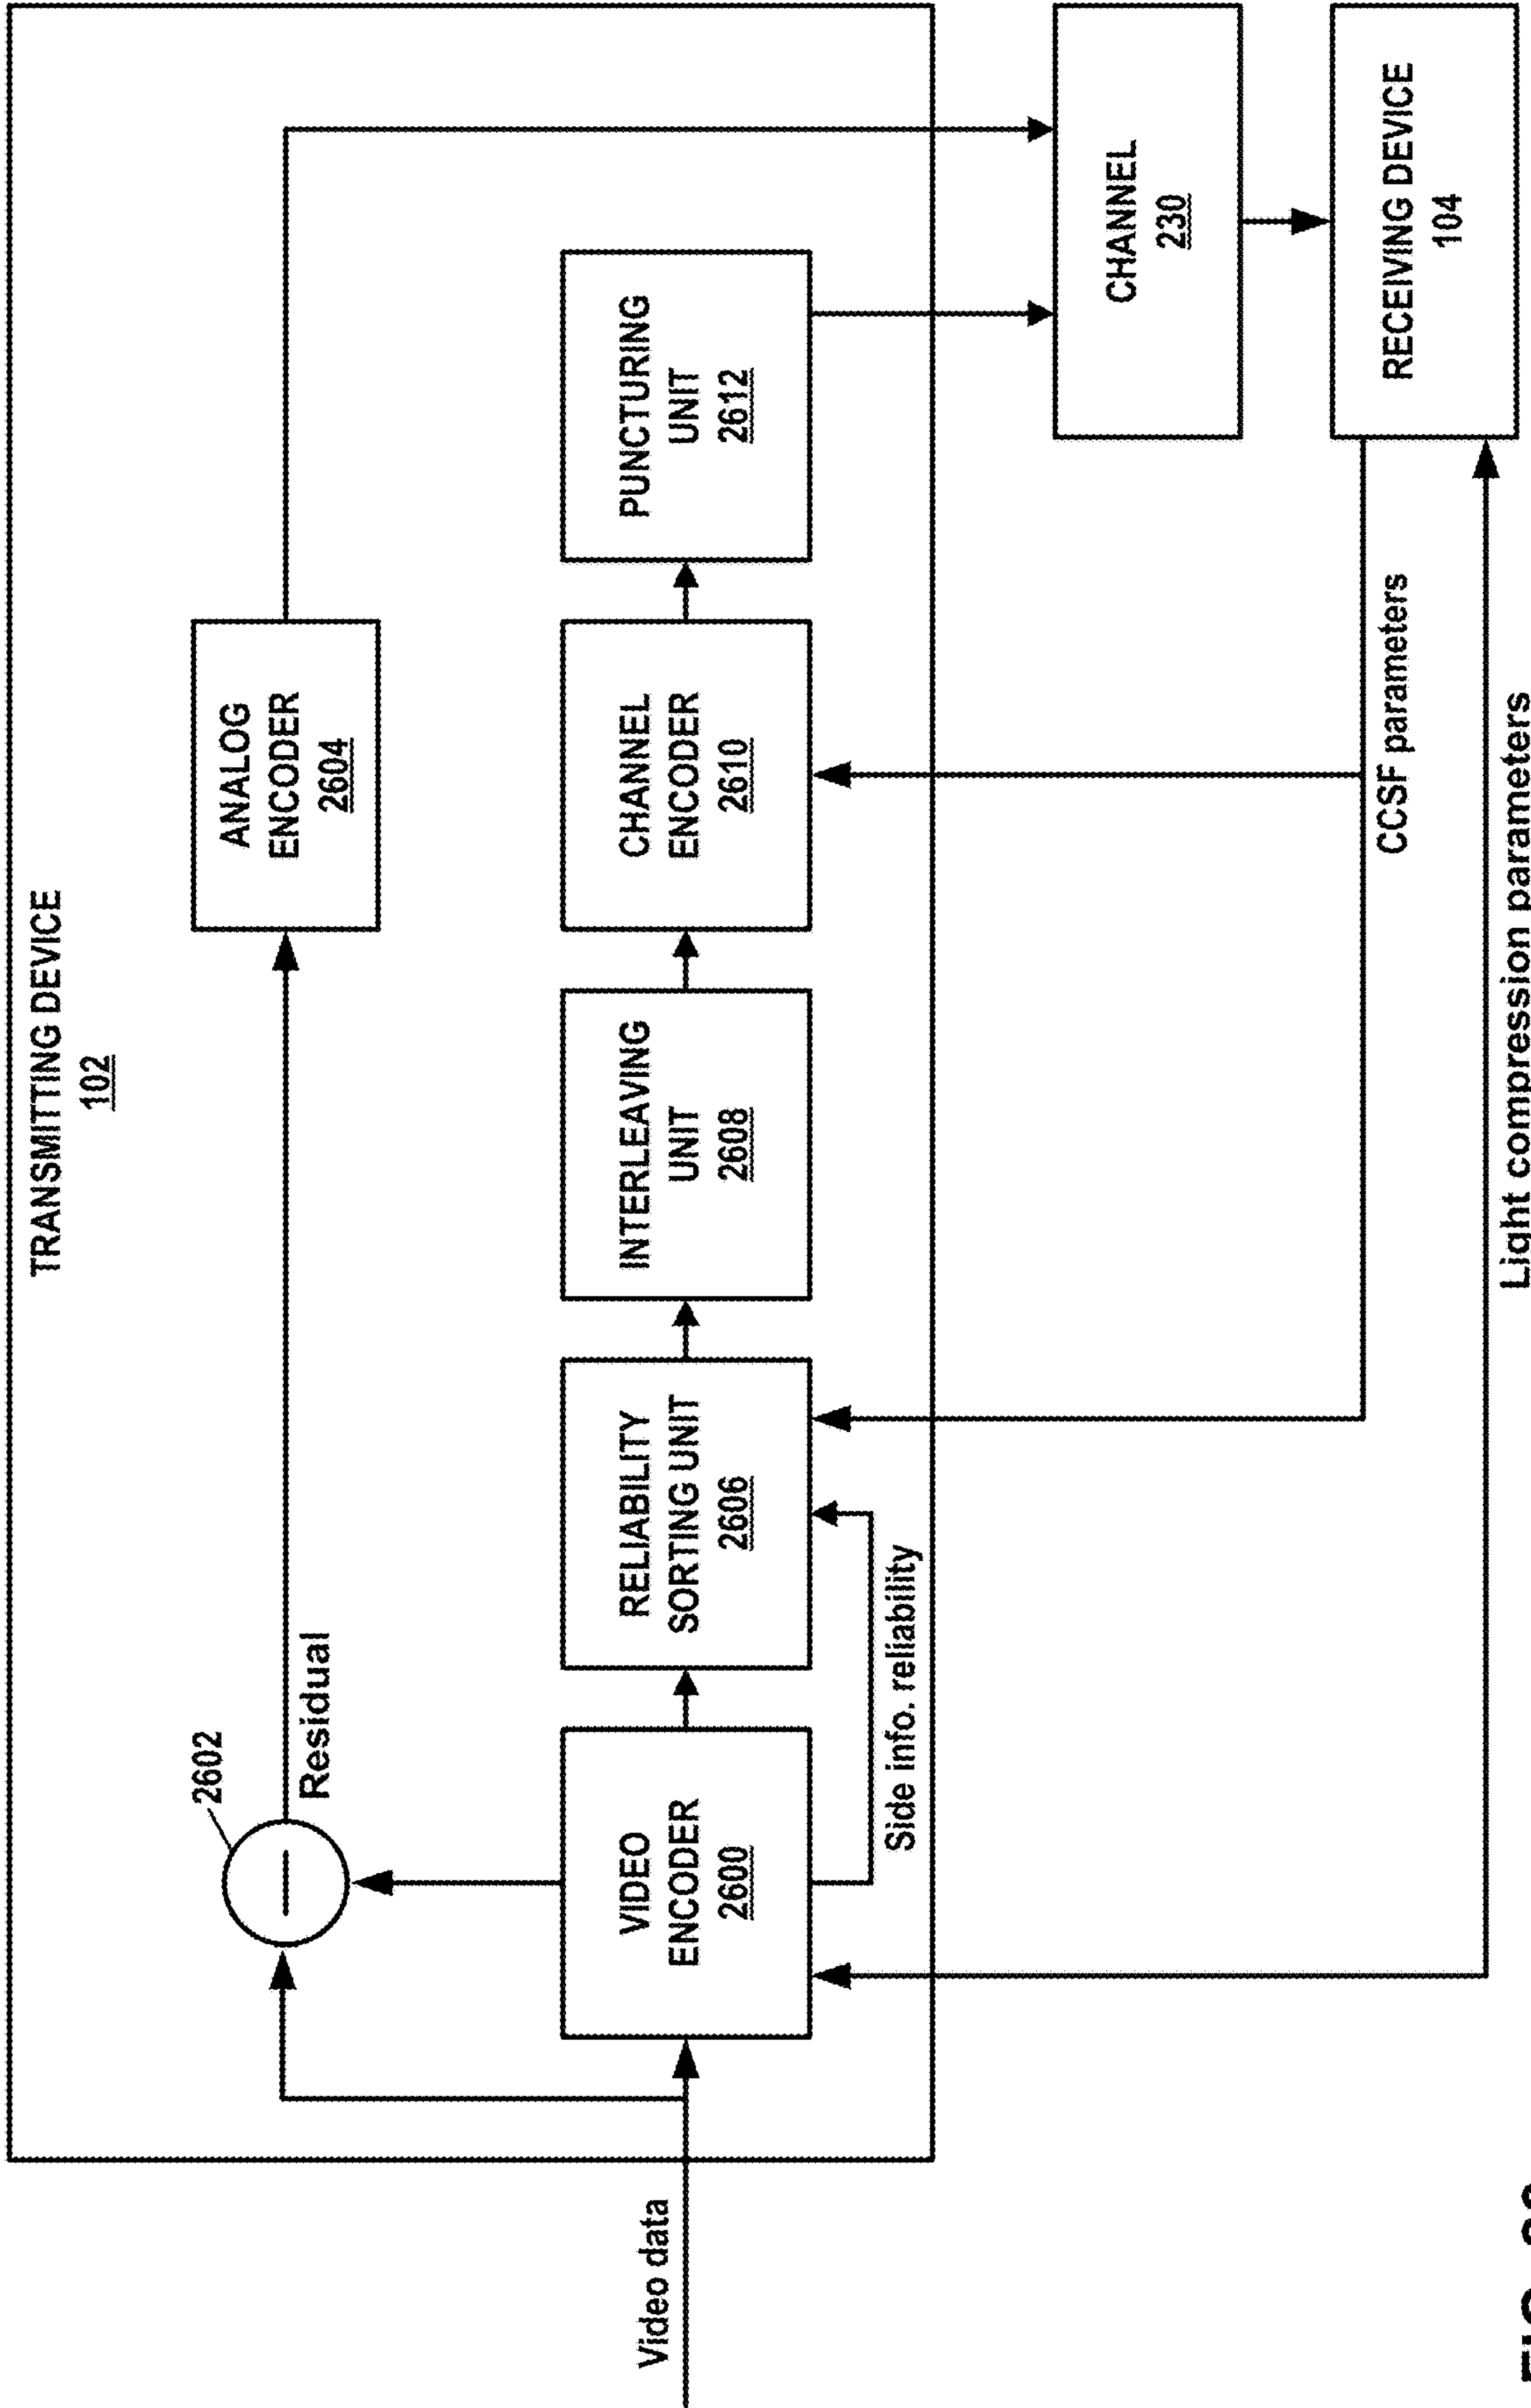 TRANSMITTING DEVICE
102
2602
Residual
ANALOG
ENCODER
2604
Video data
VIDEO
ENCODER
2600
RELIABILITY
SORTING UNIT
2606
INTERLEAVING
UNIT
2608
CHANNEL
ENCODER
2610
PUNCTURING
UNIT
2612
Side info. reliability
CHANNEL
230
CCSF parameters
RECEIVING DEVICE
104
Light compression parameters
FIG.